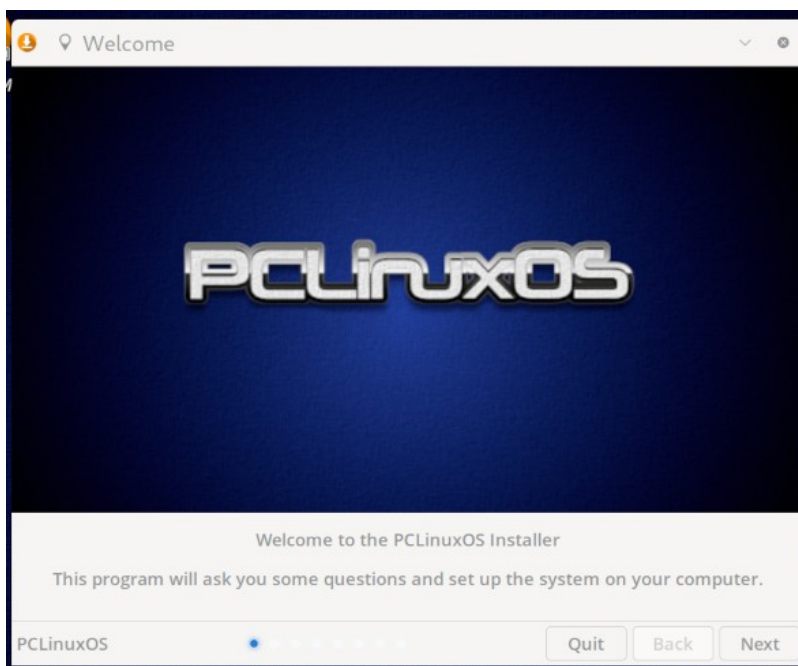 Welcome
PCLinuxOS
Welcome to the PCLinuxOS Installer
This program will ask you some questions and set up the system on your computer.
PCLinuxOS
Quit
Back
Next